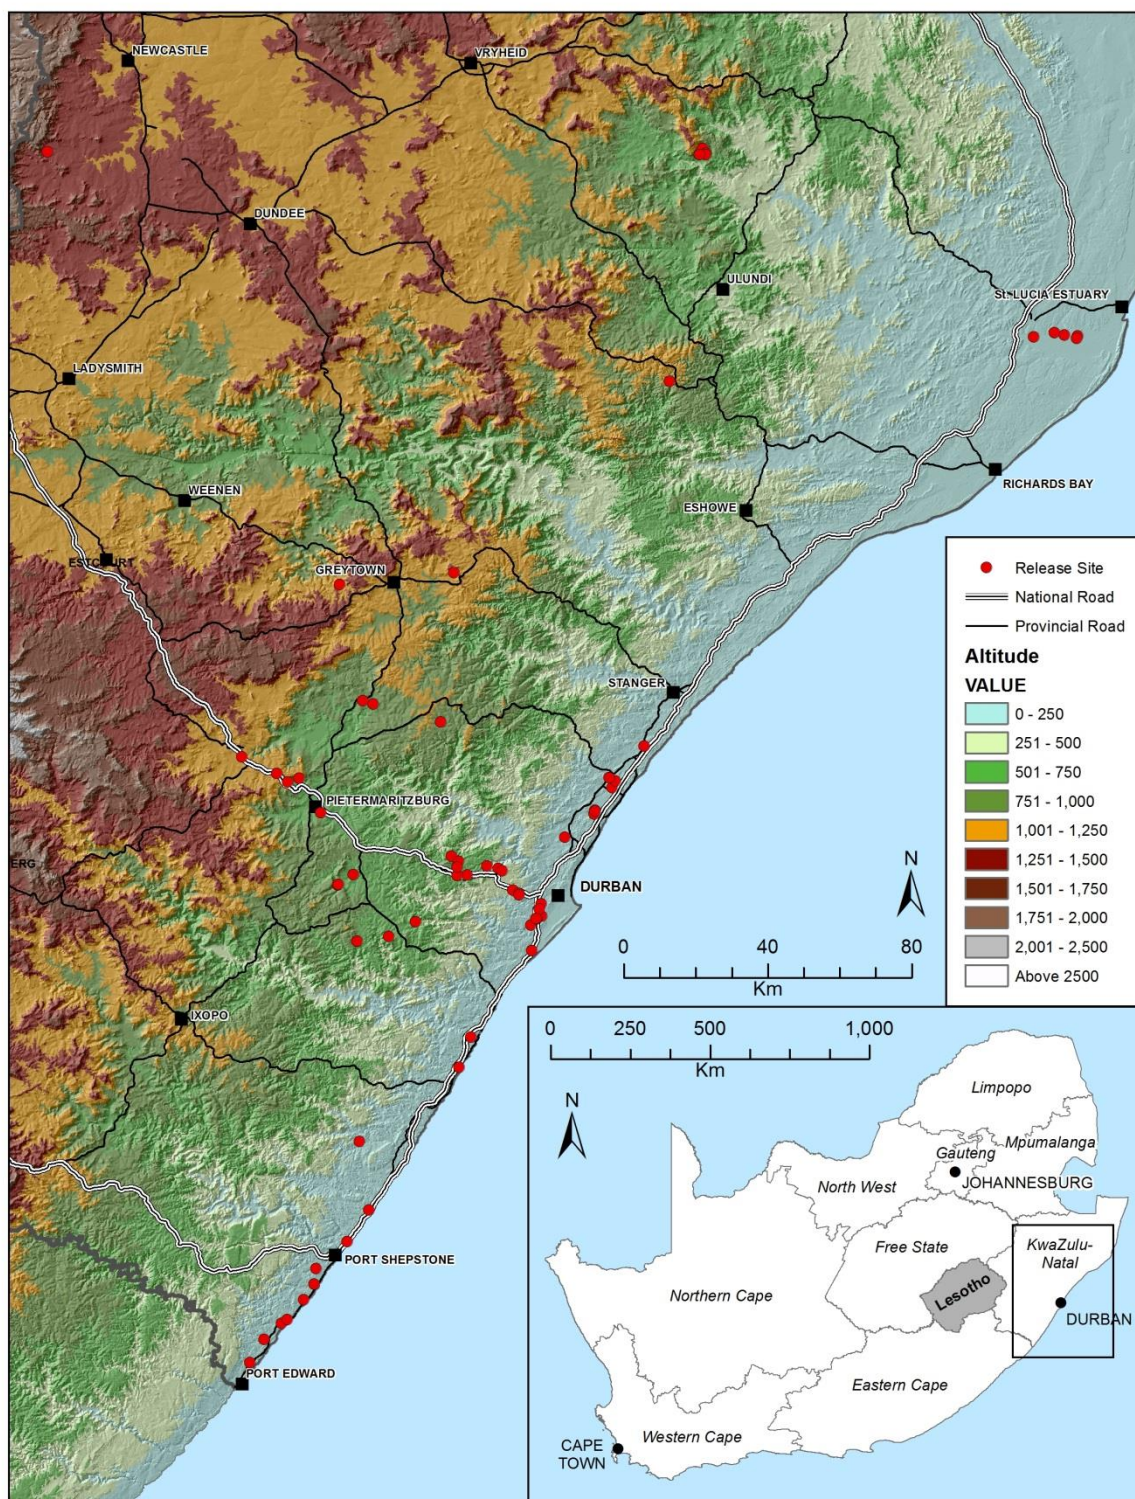 NEWCASTLE
VRYHEID
DUNDEE
ULUNDI
St. LUCIA ESTUARY
LADYSMITH
WEENEN
RICHARDS BAY
ESHOWE
ESTCOURT
GREYTOWN
STANGER
PIETERMARITZBURG
ERG
DURBAN
IXOPO
PORT SHEPSTONE
PORT EDWARD
Release Site
National Road
Provincial Road
Altitude
VALUE
0 - 250
251 - 500
501 - 750
751 - 1,000
1,001 - 1,250
1,251 - 1,500
1,501 - 1,750
1,751 - 2,000
2,001 - 2,500
Above 2500
N
0 40 80
Km
0 250 500 1,000
Km
N
Limpopo
Mpumalanga
Gauteng
JOHANNESBURG
North West
Free State
KwaZulu-
Natal
Lesotho
Northern Cape
DURBAN
Eastern Cape
Western Cape
CAPE
TOWN